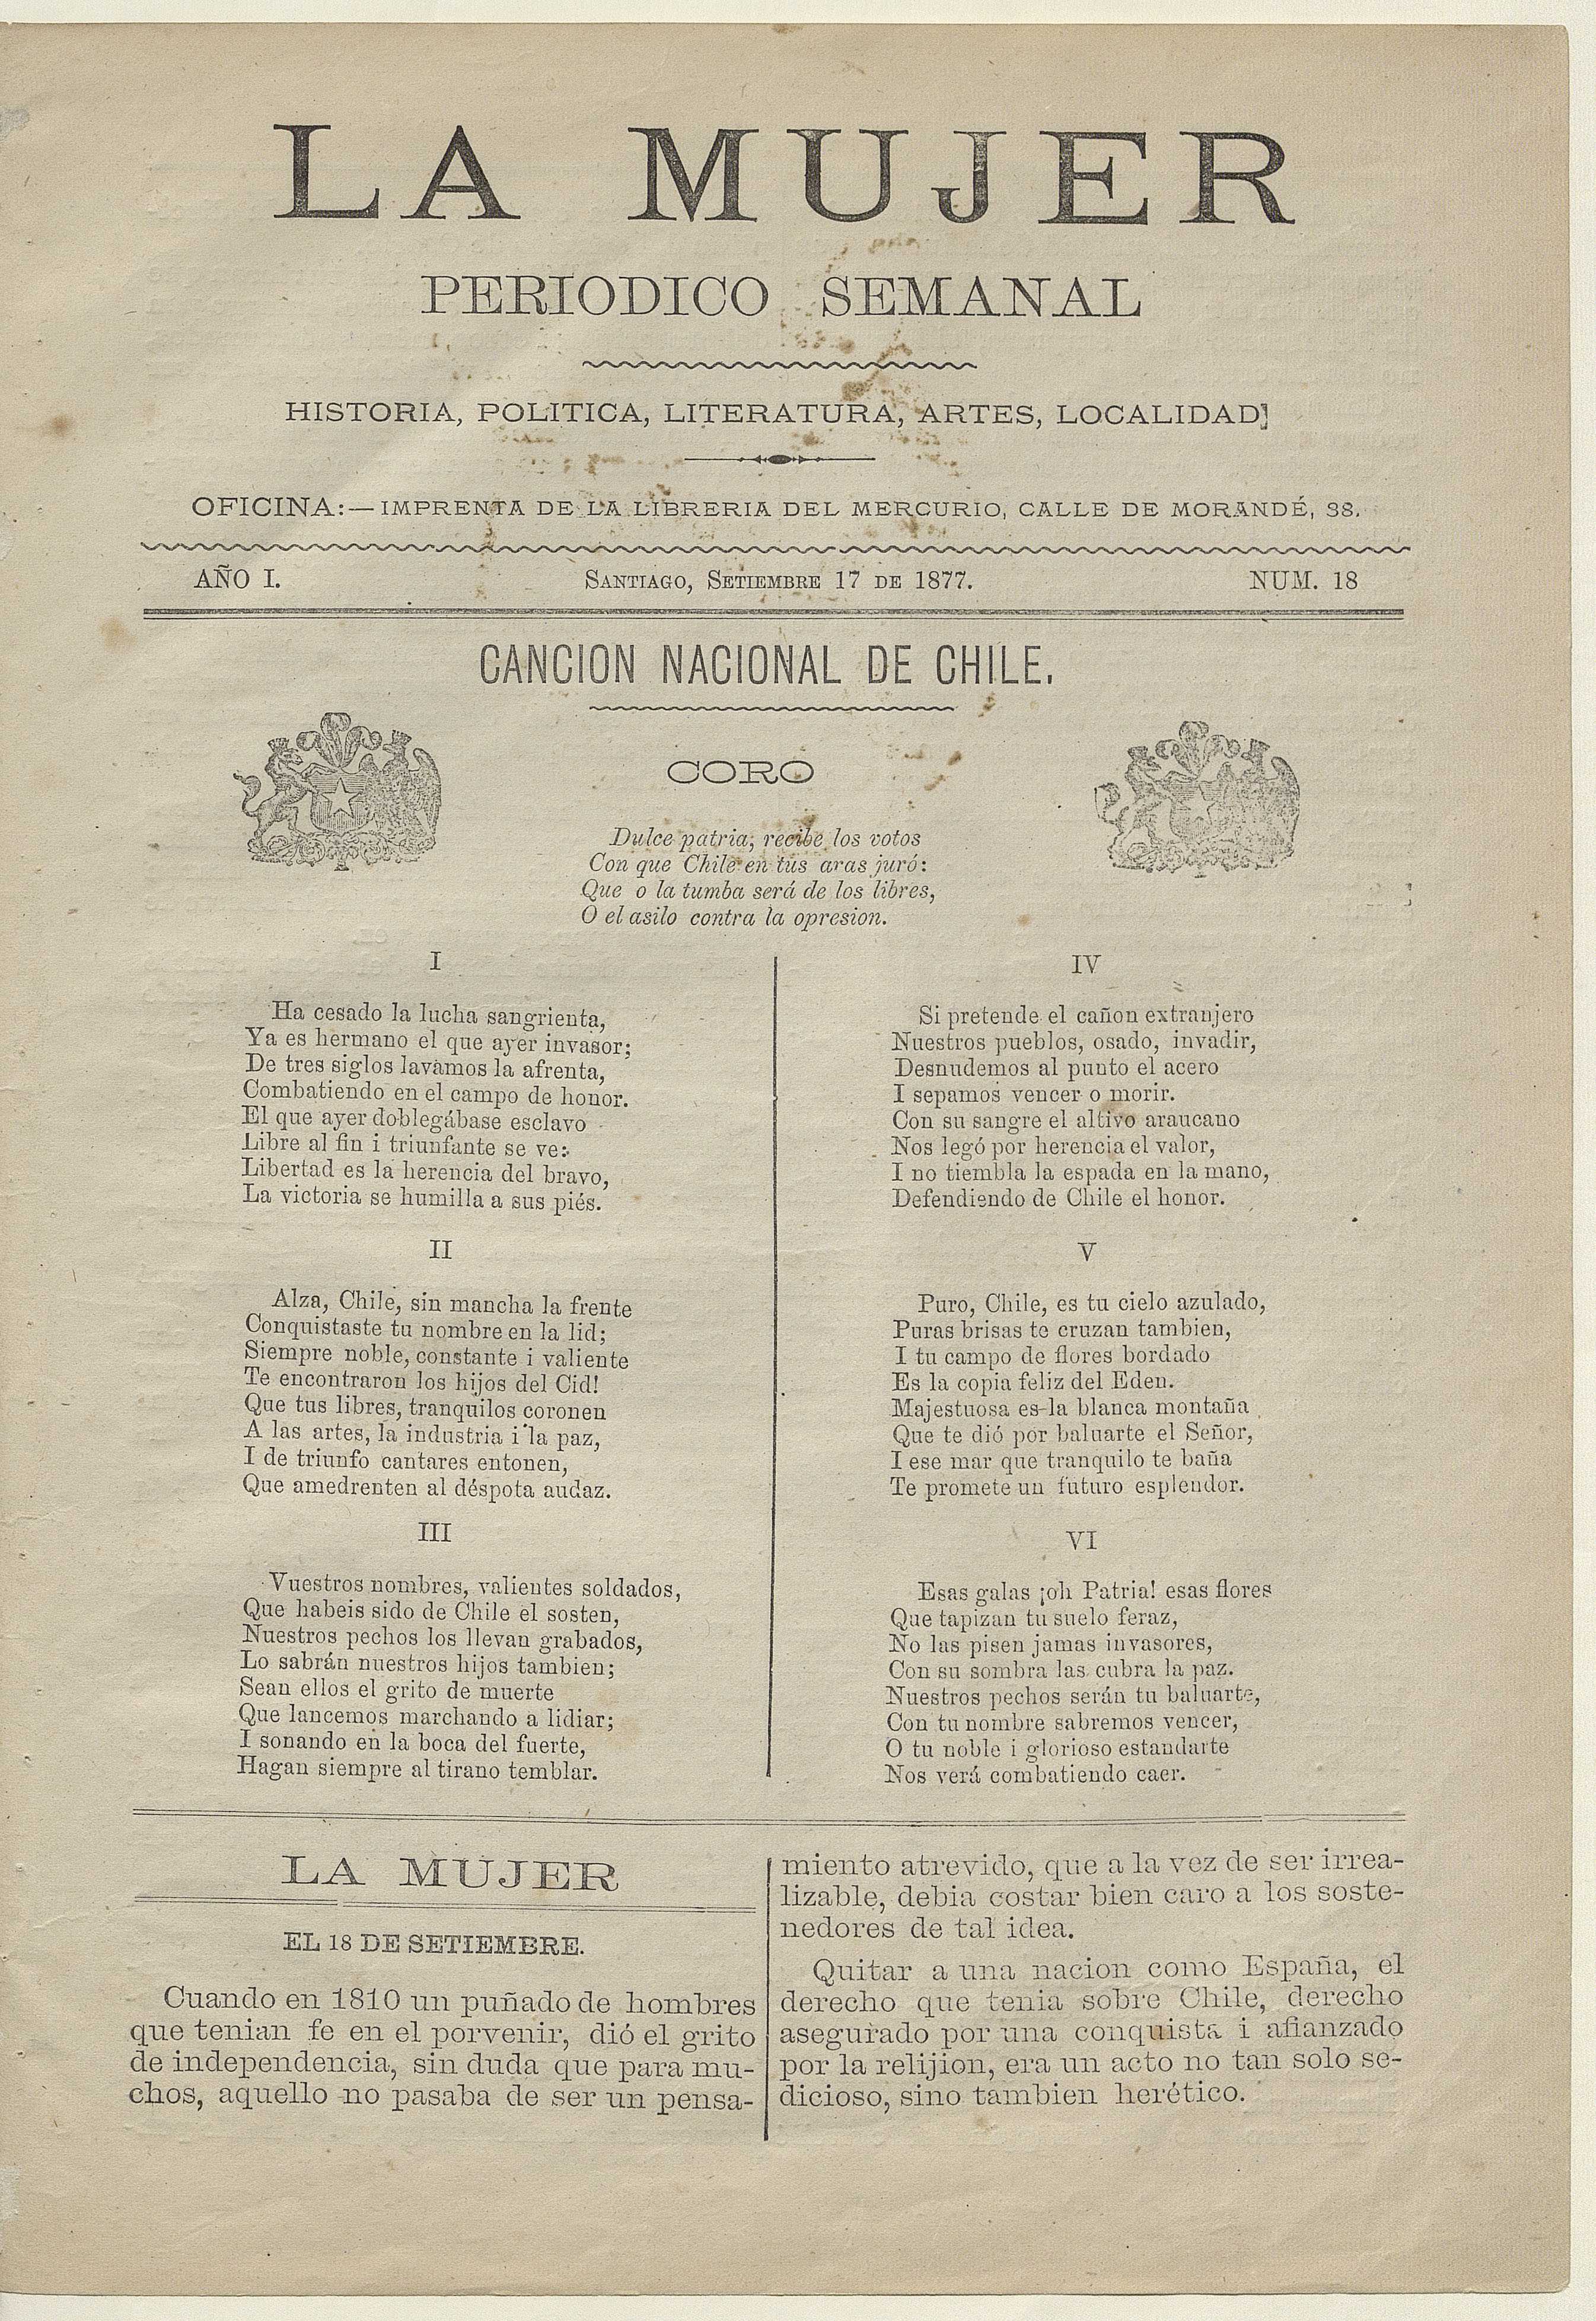 LA MUJER
PERIODICO SEMANAL
HISTORIA, POLITICA, LITERATURA, ARTES, LOCALIDAD]
OFICINA:—IMPRENTA DE LA LIBRERIA DEL MERCURIO, CALLE DE MORANDÉ, 38.
AÑO I. SANTIAGO, SETIEMBRE 17 DE 1877. NUM. 18
CANCION NACIONAL DE CHILE.
CORO
Dulce patria, recibe los votos
Con que Chile en tus aras juró:
Que o la tumba será de los libres,
O el asilo contra la opresion.
I
Ha cesado la lucha sangrienta,
Ya es hermano el que ayer invasor;
De tres siglos lavamos la afrenta,
Combatiendo en el campo de honor.
El que ayer doblegábase esclavo
Libre al fin i triunfante se ve:
Libertad es la herencia del bravo,
La victoria se humilla a sus piés.
II
Alza, Chile, sin mancha la frente
Conquistaste tu nombre en la lid;
Siempre noble, constante i valiente
Te encontraron los hijos del Cid!
Que tus libres, tranquilos coronen
A las artes, la industria i la paz,
I de triunfo cantares entonen,
Que amedrenten al déspota audaz.
III
Vuestros nombres, valientes soldados,
Que habeis sido de Chile el sosten,
Nuestros pechos los llevan grabados,
Lo sabrán nuestros hijos tambien;
Sean ellos el grito de muerte
Que lancemos marchando a lidiar;
I sonando en la boca del fuerte,
Hagan siempre al tirano temblar.
IV
Si pretende el cañon extranjero
Nuestros pueblos, osado, invadir,
Desnudemos al punto el acero
I sepamos vencer o morir.
Con su sangre el altivo araucano
Nos legó por herencia el valor,
I no tiembla la espada en la mano,
Defendiendo de Chile el honor.
V
Puro, Chile, es tu cielo azulado,
Puras brisas te cruzan tambien,
I tu campo de flores bordado
Es la copia feliz del Eden.
Majestuosa es la blanca montaña
Que te dió por baluarte el Señor,
I ese mar que tranquilo te baña
Te promete un futuro esplendor.
VI
Esas galas ¡oh Patria! esas flores
Que tapizan tu suelo feraz,
No las pisen jamas invasores,
Con su sombra las cubra la paz.
Nuestros pechos serán tu baluarte,
Con tu nombre sabremos vencer,
O tu noble i glorioso estandarte
Nos verá combatiendo caer.
LA MUJER
EL 18 DE SETIEMBRE.
Cuando en 1810 un puñado de hombres
que tenian fe en el porvenir, dió el grito
de independencia, sin duda que para mu-
chos, aquello no pasaba de ser un pensa-
miento atrevido, que a la vez de ser irrea-
lizable, debia costar bien caro a los soste-
nedores de tal idea.
Quitar a una nacion como España, el
derecho que tenia sobre Chile, derecho
asegurado por una conquista i afianzado
por la relijion, era un acto no tan solo se-
dicioso, sino tambien herético.